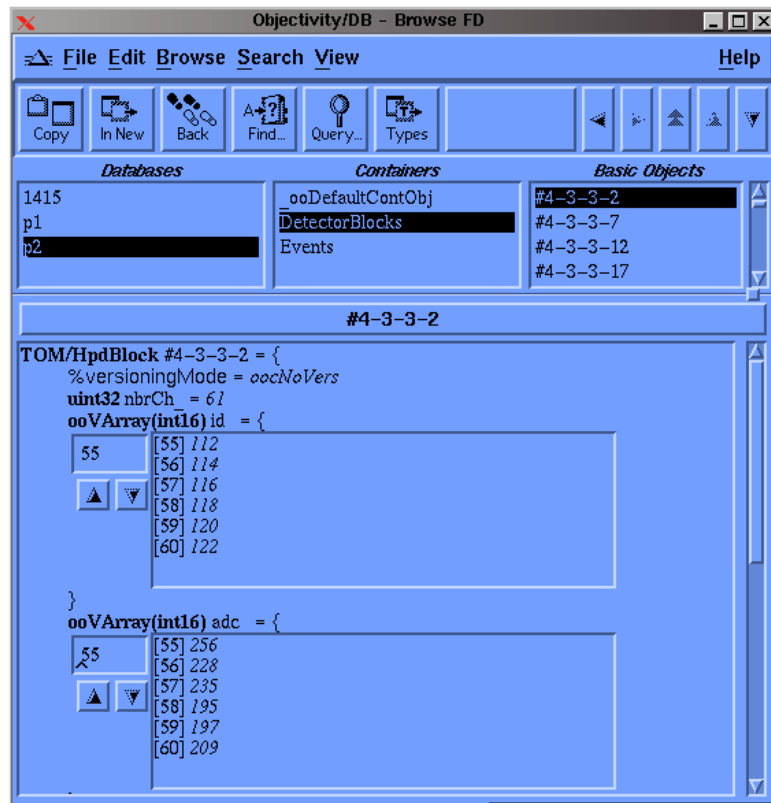 Objectivity/DB - Browse FD
File Edit Browse Search View Help
Copy In New Back Find... Query... Types
Databases Containers Basic Objects
1415 _ooDefaultContObj #4-3-3-2
p1 DetectorBlocks #4-3-3-7
p2 Events #4-3-3-12
#4-3-3-17
#4-3-3-2
TOM/HpdBlock #4-3-3-2 = {
%versioningMode = oocNoVers
uint32 nbrCh_ = 61
ooVArray(int16) id = {
55 [55] 112
[56] 114
[57] 116
[58] 118
[59] 120
[60] 122
}
ooVArray(int16) adc = {
55 [55] 256
[56] 228
[57] 235
[58] 195
[59] 197
[60] 209